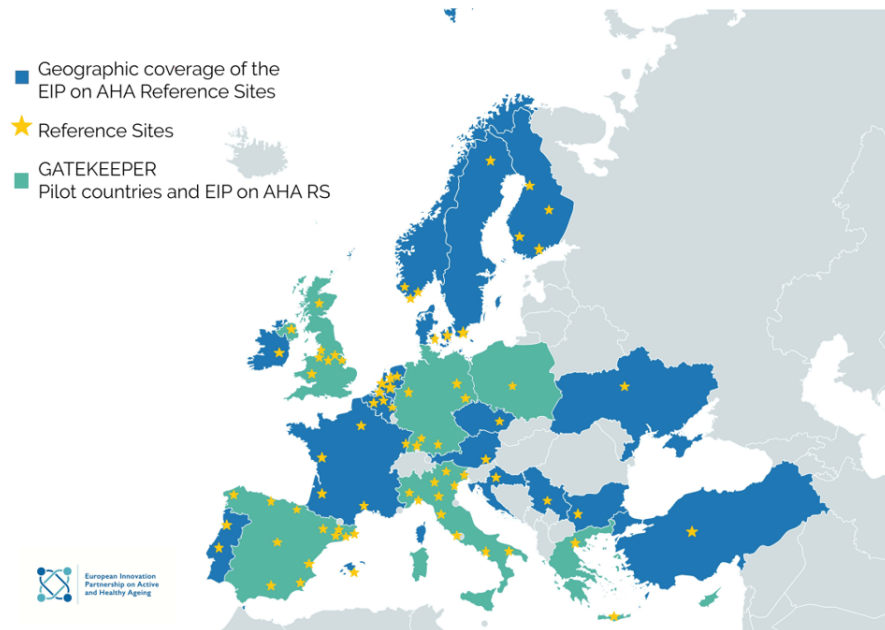 Geographic coverage of the
EIP on AHA Reference Sites
Reference Sites
GATEKEEPER
Pilot countries and EIP on AHA RS
European Innovation
Partnership on Active
and Healthy Ageing